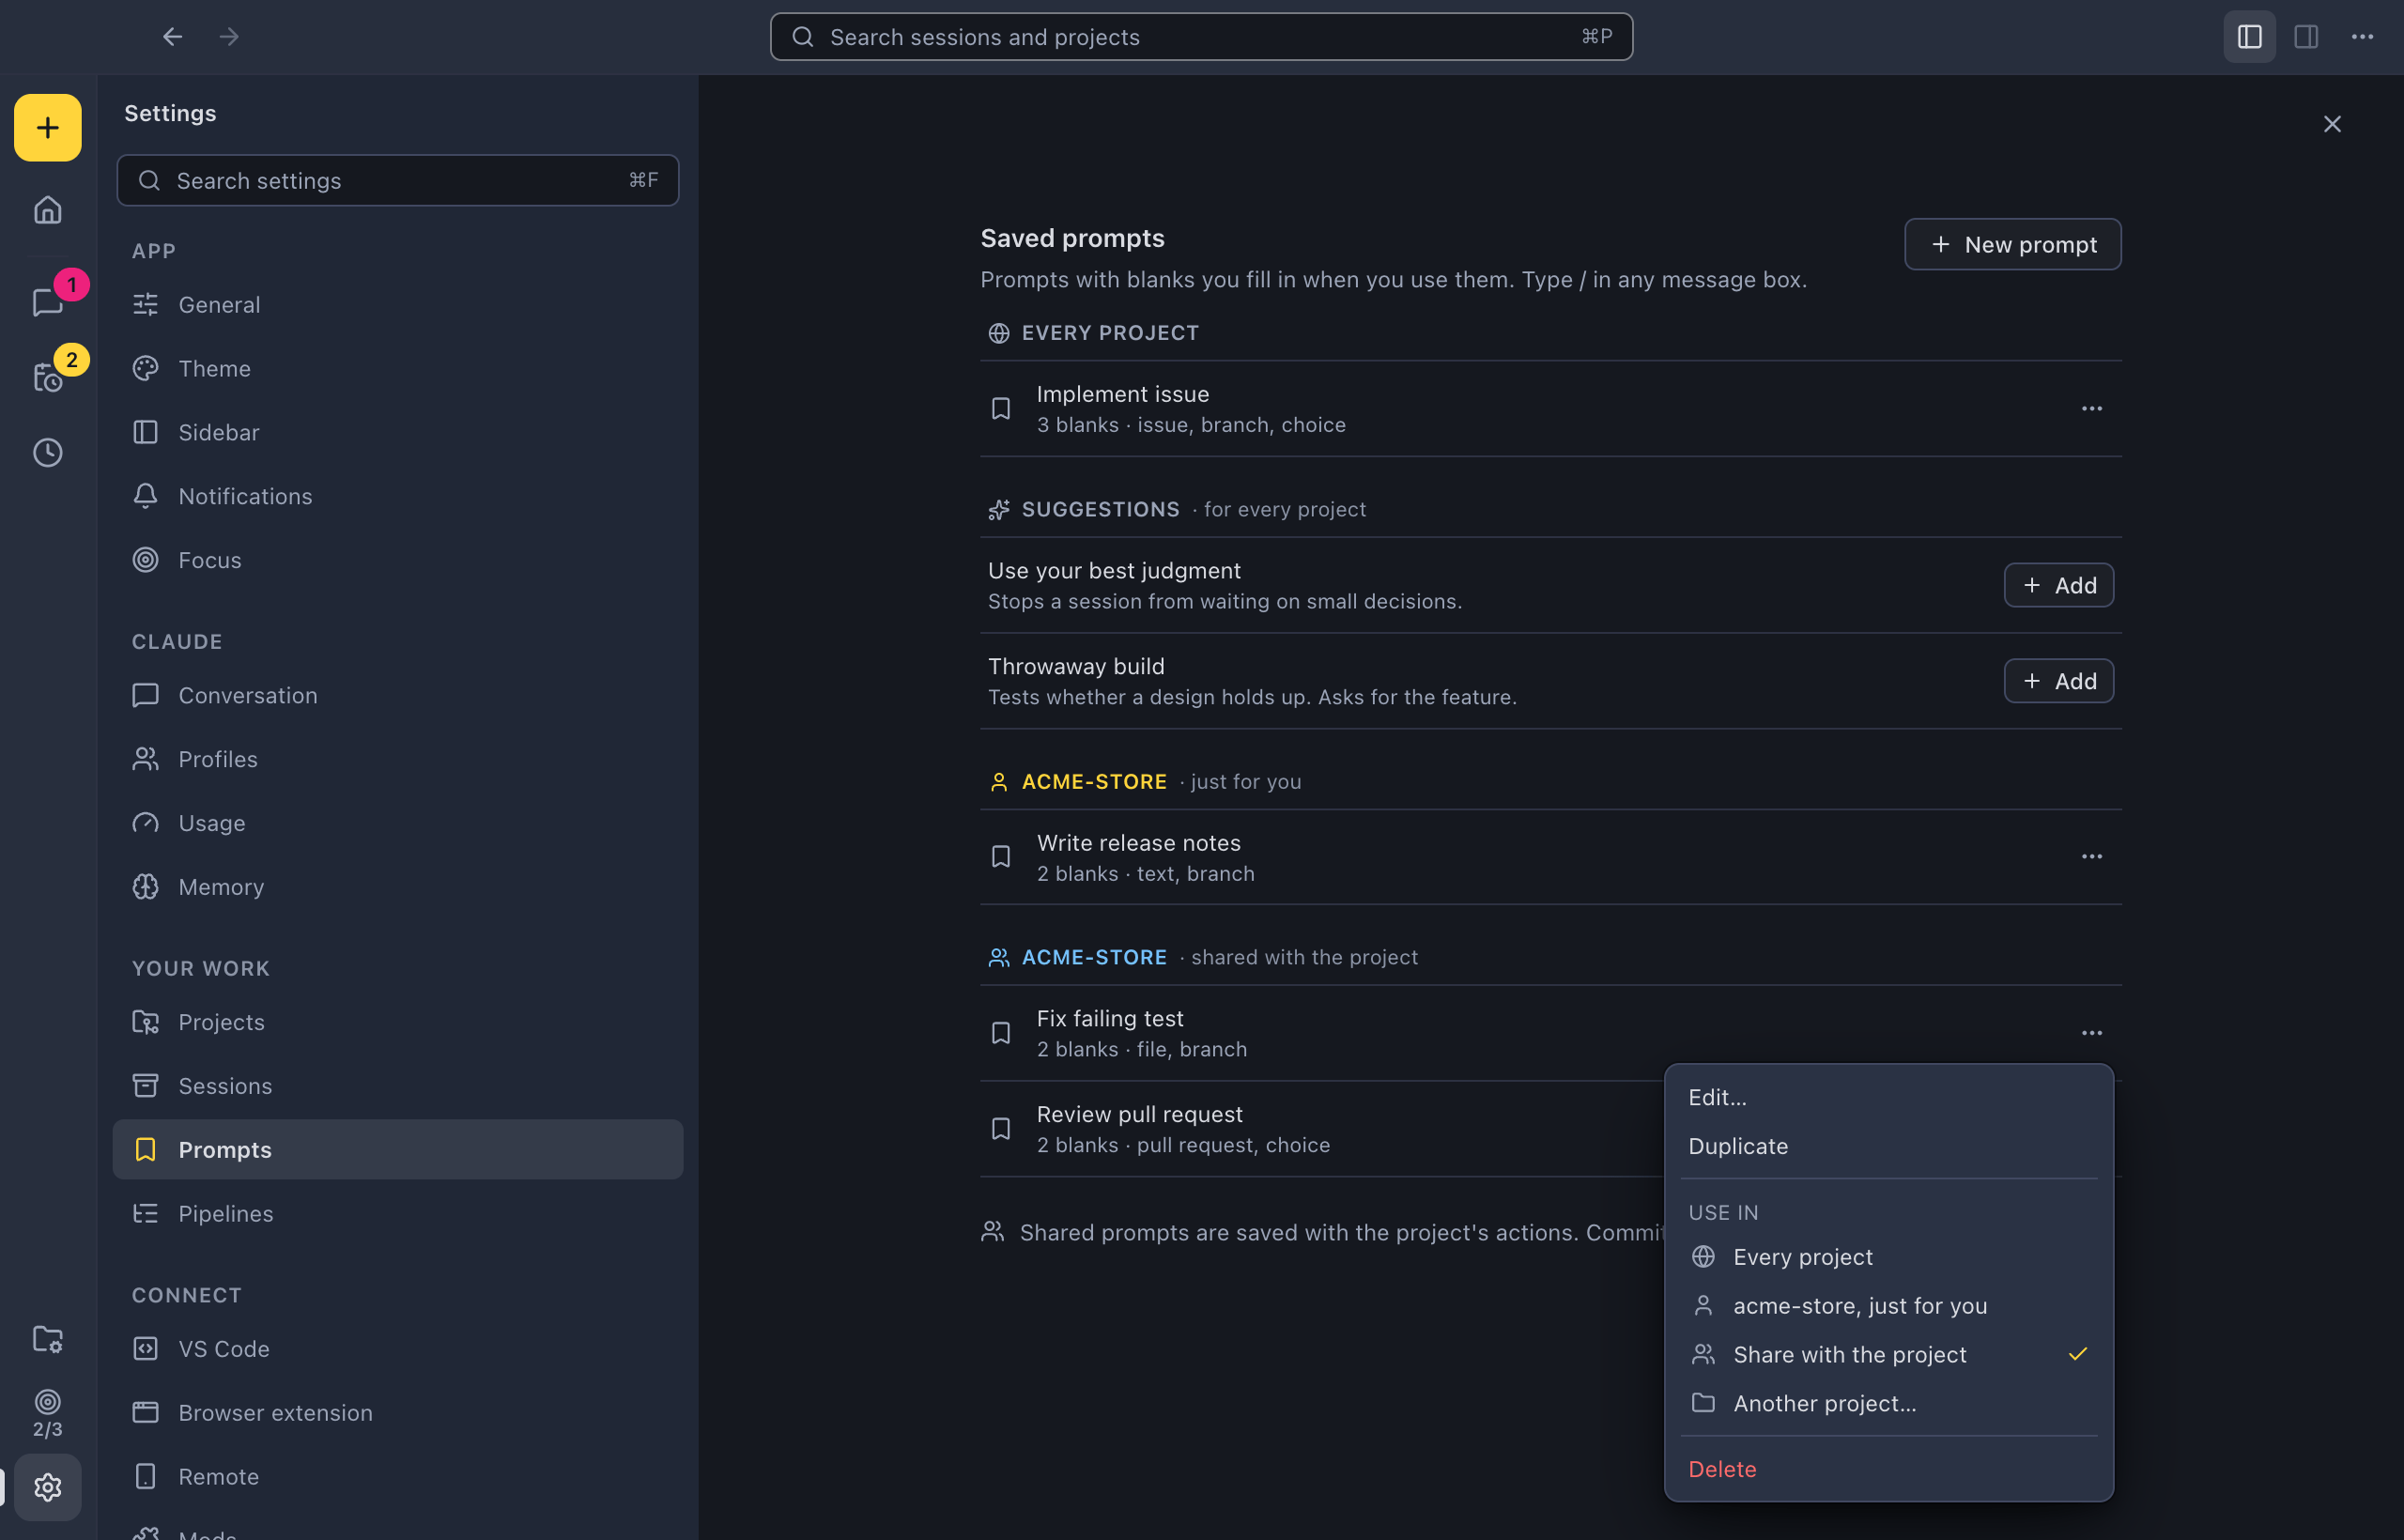 Search sessions and projects ⌘P
Settings
Search settings ⌘F
APP
General
Theme
Sidebar
Notifications
Focus
CLAUDE
Conversation
Profiles
Usage
Memory
YOUR WORK
Projects
Sessions
Prompts
Pipelines
CONNECT
VS Code
Browser extension
Remote
1
2
2/3
Saved prompts
New prompt
Prompts with blanks you fill in when you use them. Type / in any message box.
EVERY PROJECT
Implement issue
3 blanks · issue, branch, choice
SUGGESTIONS · for every project
Use your best judgment
Stops a session from waiting on small decisions.
Add
Throwaway build
Tests whether a design holds up. Asks for the feature.
Add
ACME-STORE · just for you
Write release notes
2 blanks · text, branch
ACME-STORE · shared with the project
Fix failing test
2 blanks · file, branch
Review pull request
2 blanks · pull request, choice
Shared prompts are saved with the project's actions.
Edit...
Duplicate
USE IN
Every project
acme-store, just for you
Share with the project
Another project...
Delete